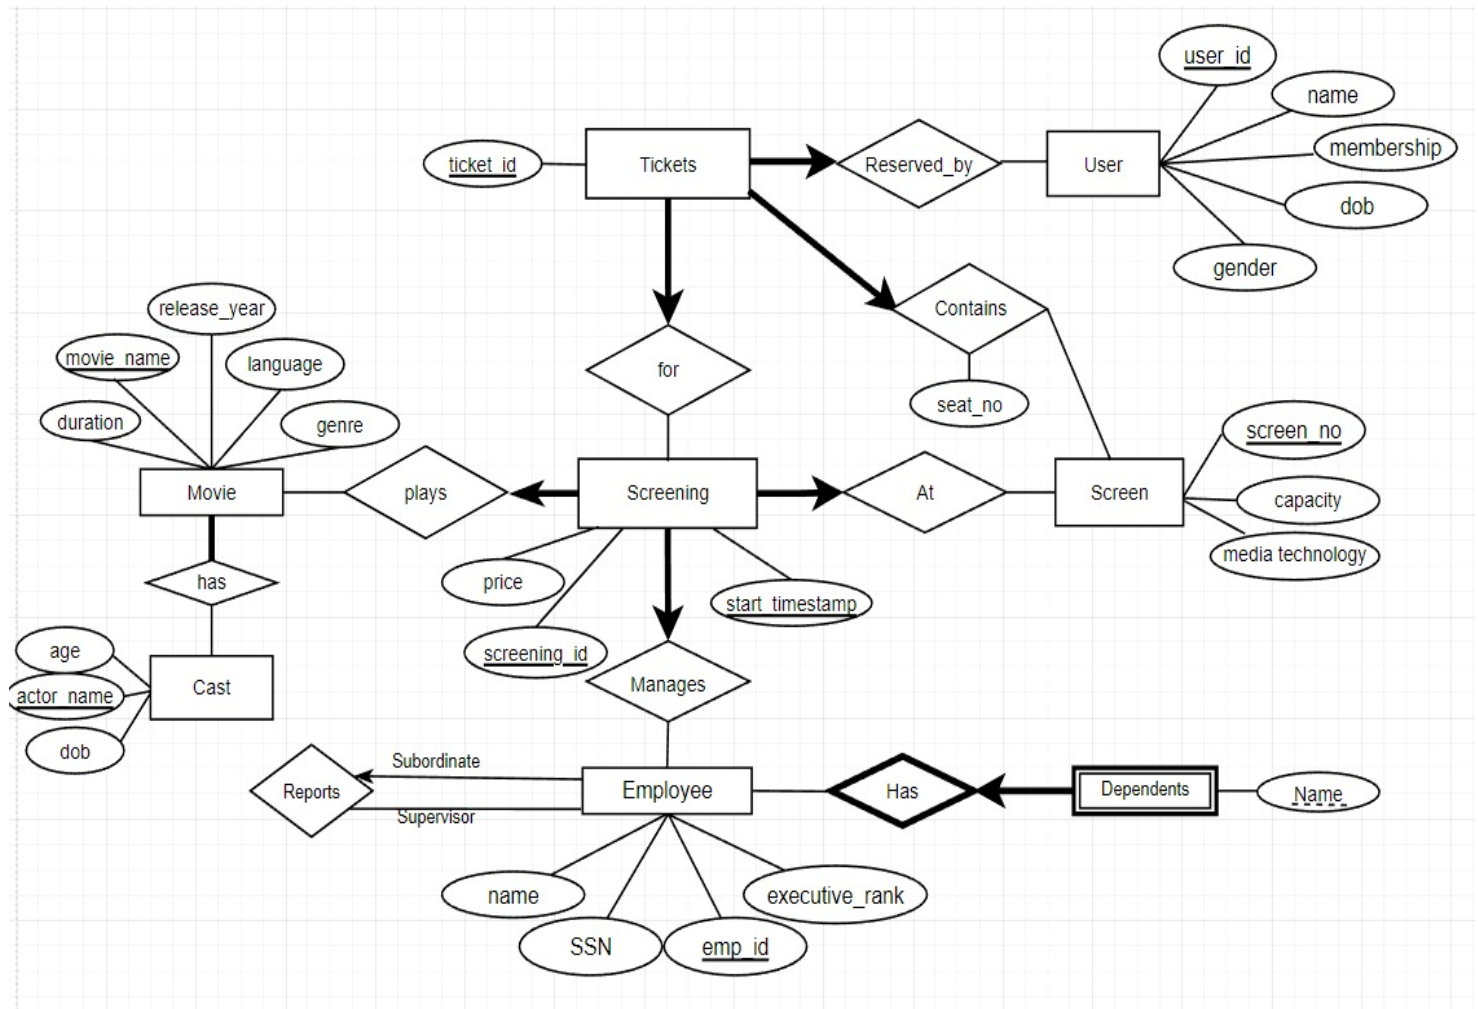 user_id
name
membership
dob
gender
ticket_id
Tickets
Reserved_by
User
Contains
seat_no
for
release_year
movie_name
language
duration
genre
Movie
plays
Screening
At
Screen
screen_no
capacity
media technology
has
price
start_timestamp
screening_id
age
actor_name
dob
Cast
Manages
Reports
Subordinate
Supervisor
Employee
Has
Dependents
Name
name
executive_rank
SSN
emp_id